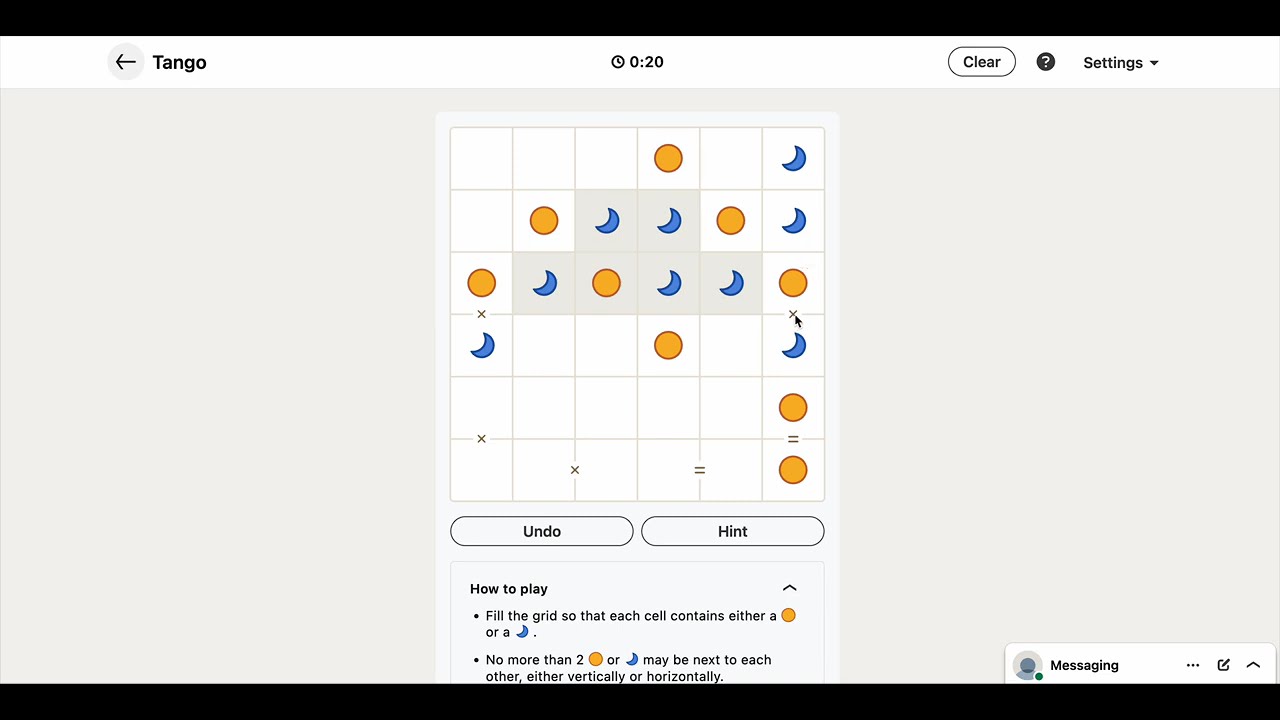 Tango
0:20
Clear
?
Settings
×
×
×
=
×
=
Undo
Hint
How to play
• Fill the grid so that each cell contains either a
or a .
• No more than 2 or may be next to each
other, either vertically or horizontally.
Messaging